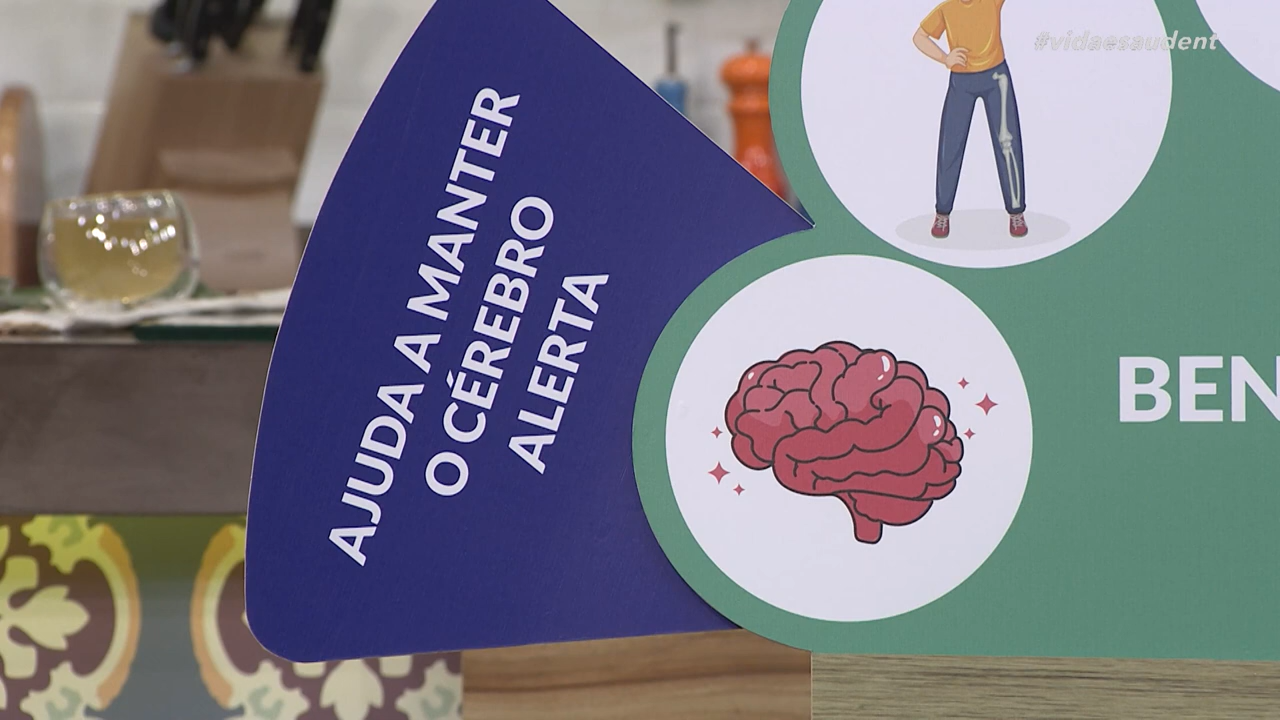 #vidaesaudent
AJUDA A MANTER
O CÉREBRO
ALERTA
BEN